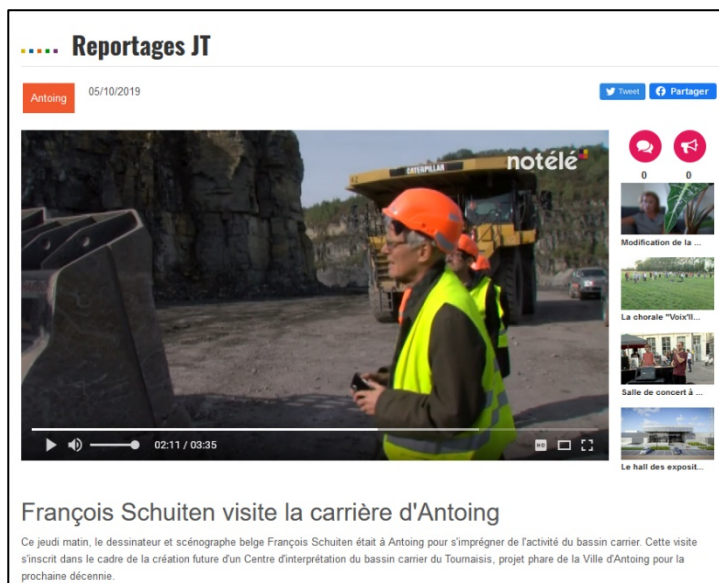 Reportages JT
Antoing
05/10/2019
Tweet
Partager
notélé
CATERPILLAR
0 0
Modification de la ...
La chorale "Voix'll...
Salle de concert à ...
Le hall des exposit...
02:11 / 03:35
HD
François Schuiten visite la carrière d'Antoing
Ce jeudi matin, le dessinateur et scénographe belge François Schuiten était à Antoing pour s'imprégner de l'activité du bassin carrier. Cette visite
s'inscrit dans le cadre de la création future d'un Centre d'interprétation du bassin carrier du Tournaisis, projet phare de la Ville d'Antoing pour la
prochaine décennie.